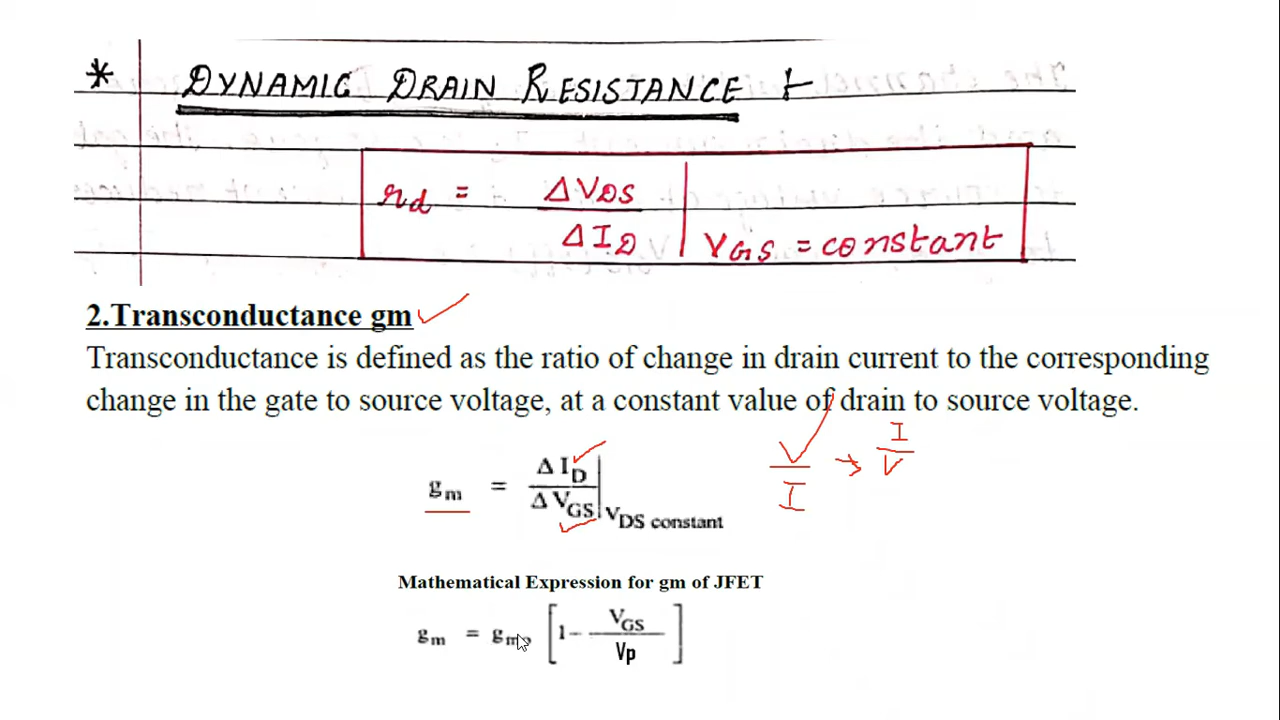 * DYNAMIC DRAIN RESISTANCE :-
rd = ΔVDS / ΔID | VGS = constant
2.Transconductance gm
Transconductance is defined as the ratio of change in drain current to the corresponding
change in the gate to source voltage, at a constant value of drain to source voltage.
gm = ΔID / ΔVGS | VDS constant
V / I → I / V
Mathematical Expression for gm of JFET
gm = gmo [1- VGS / Vp]